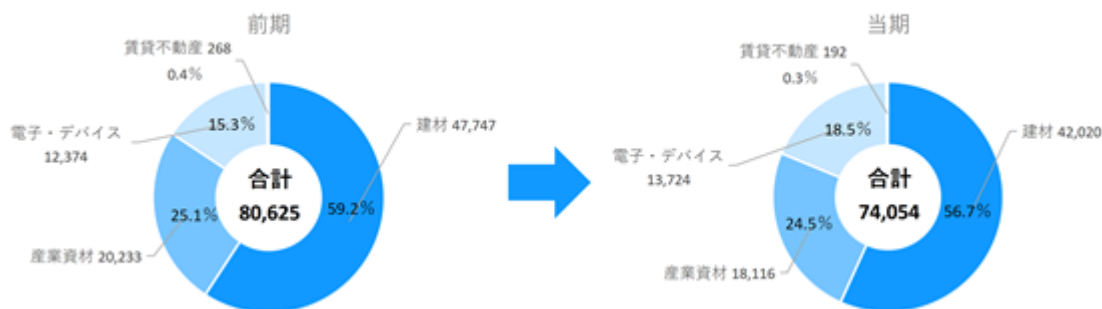 前期
賃貸不動産 268
0.4%
15.3%
電子・デバイス
12,374
建材 47,747
合計
80,625
59.2%
25.1%
産業資材 20,233
当期
賃貸不動産 192
0.3%
18.5%
電子・デバイス
13,724
建材 42,020
合計
74,054
56.7%
24.5%
産業資材 18,116